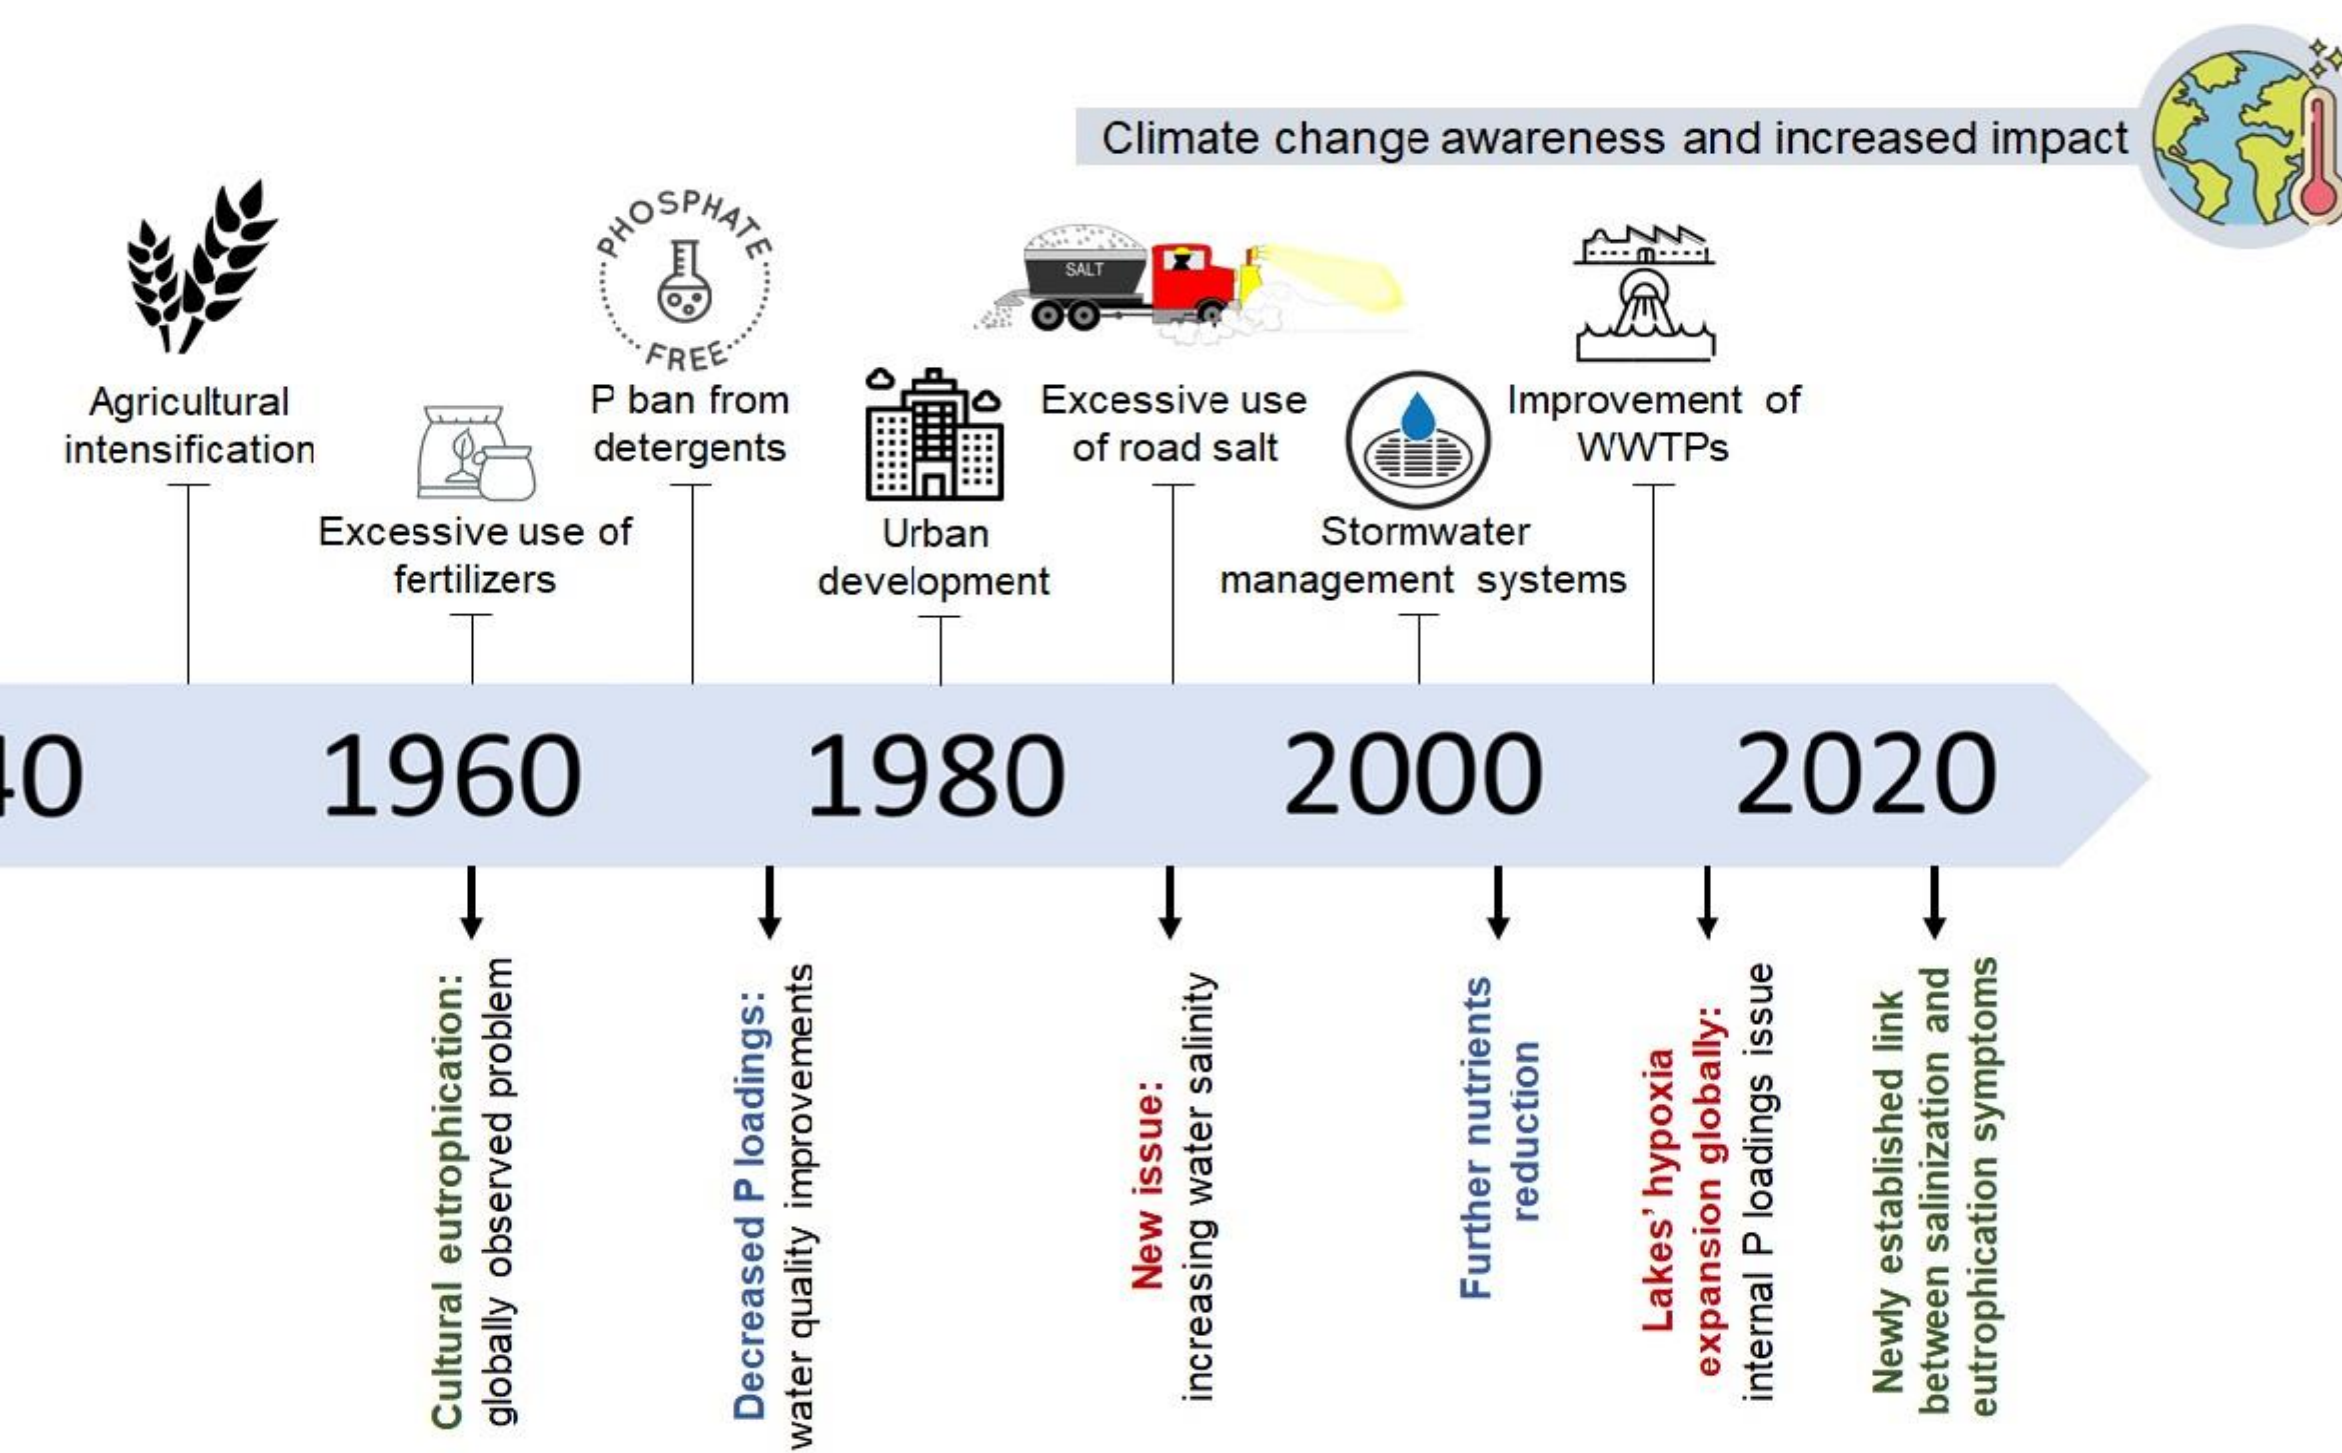 Climate change awareness and increased impact
PHOSPHATE
FREE
SALT
Agricultural
intensification
P ban from
detergents
Excessive use
of road salt
Improvement of
WWTPs
Excessive use of
fertilizers
Urban
development
Stormwater
management systems
40
1960
1980
2000
2020
Cultural eutrophication:
globally observed problem
Decreased P loadings:
water quality improvements
New issue:
increasing water salinity
Further nutrients
reduction
Lakes' hypoxia
expansion globally:
internal P loadings issue
Newly established link
between salinization and
eutrophication symptoms